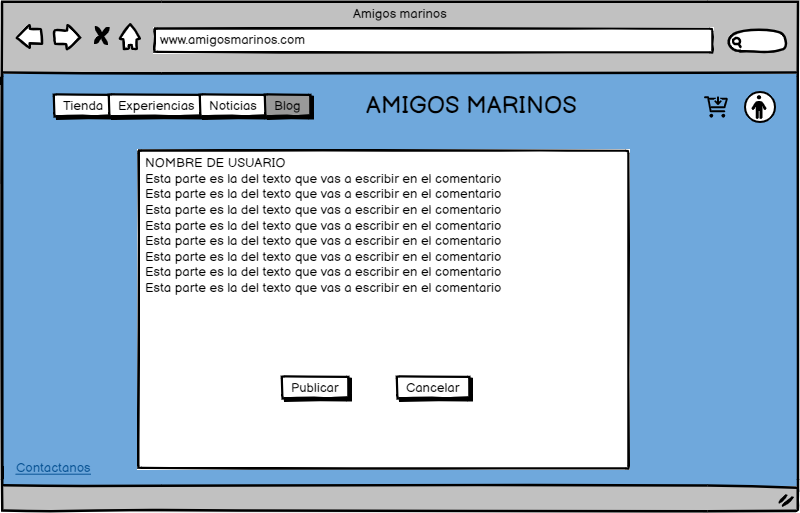 Amigos marinos
www.amigosmarinos.com
Tienda Experiencias Noticias Blog AMIGOS MARINOS
NOMBRE DE USUARIO
Esta parte es la del texto que vas a escribir en el comentario
Esta parte es la del texto que vas a escribir en el comentario
Esta parte es la del texto que vas a escribir en el comentario
Esta parte es la del texto que vas a escribir en el comentario
Esta parte es la del texto que vas a escribir en el comentario
Esta parte es la del texto que vas a escribir en el comentario
Esta parte es la del texto que vas a escribir en el comentario
Esta parte es la del texto que vas a escribir en el comentario
Publicar Cancelar
Contactanos